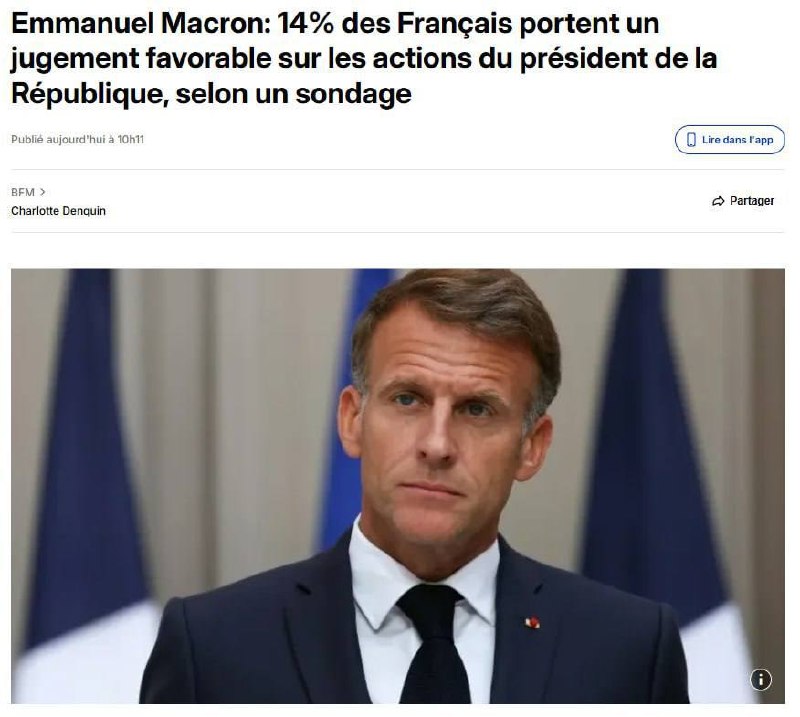 Emmanuel Macron: 14% des Français portent un
jugement favorable sur les actions du président de la
République, selon un sondage
Publié aujourd'hui à 10h11
Lire dans l'app
BFM >
Charlotte Denquin
Partager